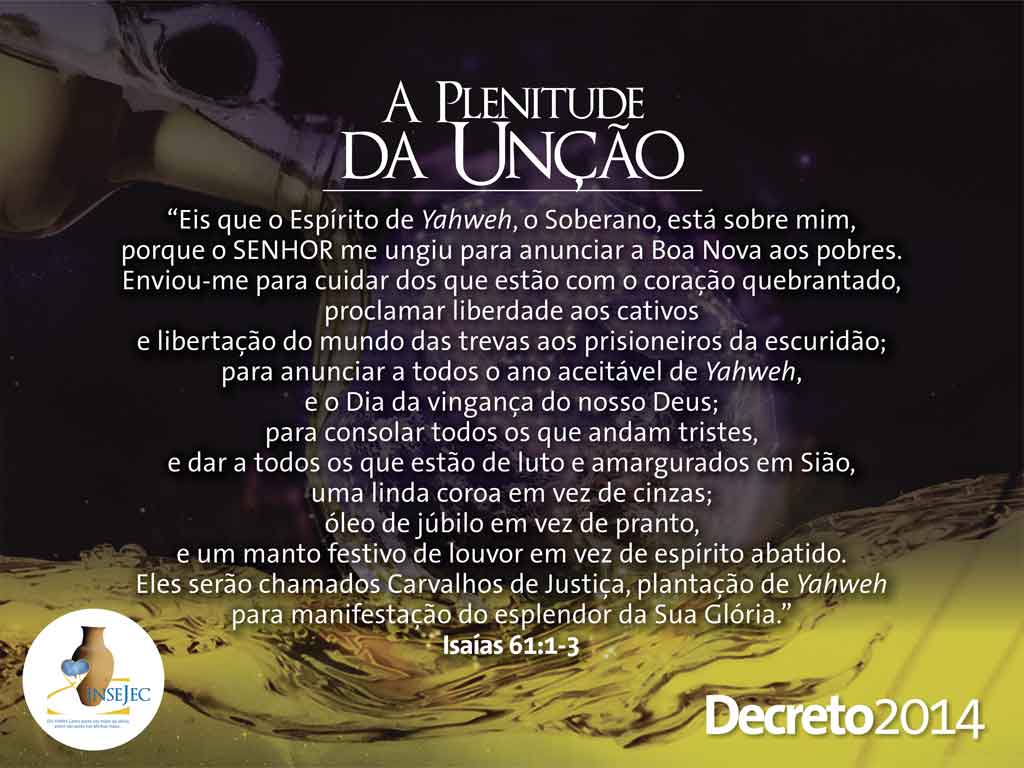 A PLENITUDE
DA UNÇÃO
“Eis que o Espírito de Yahweh, o Soberano, está sobre mim,
porque o SENHOR me ungiu para anunciar a Boa Nova aos pobres.
Enviou-me para cuidar dos que estão com o coração quebrantado,
proclamar liberdade aos cativos
e libertação do mundo das trevas aos prisioneiros da escuridão;
para anunciar a todos o ano aceitável de Yahweh,
e o Dia da vingança do nosso Deus;
para consolar todos os que andam tristes,
e dar a todos os que estão de luto e amargurados em Sião,
uma linda coroa em vez de cinzas;
óleo de júbilo em vez de pranto,
e um manto festivo de louvor em vez de espírito abatido.
Eles serão chamados Carvalhos de Justiça, plantação de Yahweh
para manifestação do esplendor da Sua Glória.”
Isaías 61:1-3
INSEJEC
Decreto2014